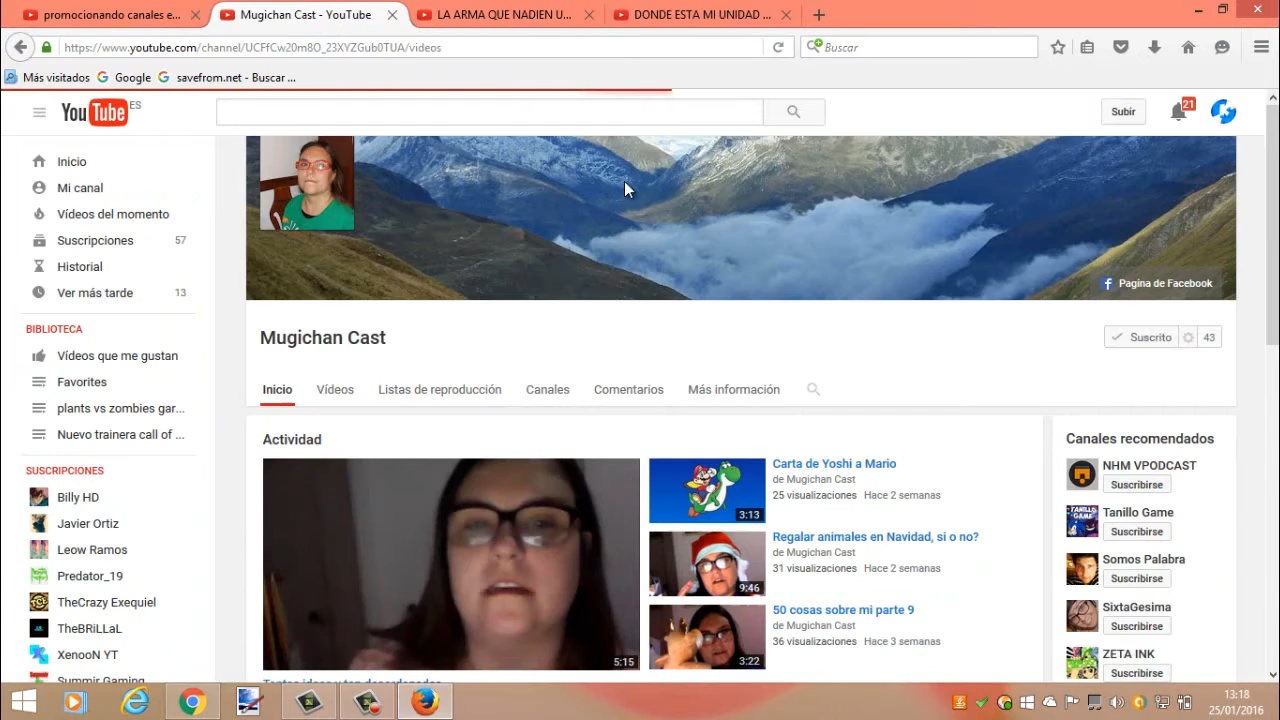 promocionando canales e...
Mugichan Cast - YouTube
LA ARMA QUE NADIEN U...
DONDE ESTA MI UNIDAD ...
https://www.youtube.com/channel/UCFfCw20m8O_23XYZGub0TUA/videos
Buscar
Más visitados
Google
savefrom.net - Buscar ...
YouTube ES
Subir
21
Inicio
Mi canal
Vídeos del momento
Suscripciones 57
Historial
Ver más tarde 13
BIBLIOTECA
Vídeos que me gustan
Favorites
plants vs zombies gar...
Nuevo trainera call of ...
SUSCRIPCIONES
Billy HD
Javier Ortiz
Leow Ramos
Predator_19
TheCrazy Exequiel
TheBRiLLaL
XenooN YT
Summir Gaming
Pagina de Facebook
Mugichan Cast
Suscrito 43
Inicio
Vídeos
Listas de reproducción
Canales
Comentarios
Más información
Actividad
5:15
3:13
Carta de Yoshi a Mario
de Mugichan Cast
25 visualizaciones Hace 2 semanas
9:46
Regalar animales en Navidad, si o no?
de Mugichan Cast
31 visualizaciones Hace 2 semanas
3:22
50 cosas sobre mi parte 9
de Mugichan Cast
36 visualizaciones Hace 3 semanas
Canales recomendados
NHM VPODCAST
Suscribirse
Tanillo Game
Suscribirse
Somos Palabra
Suscribirse
SixtaGesima
Suscribirse
ZETA INK
Suscribirse
13:18
25/01/2016